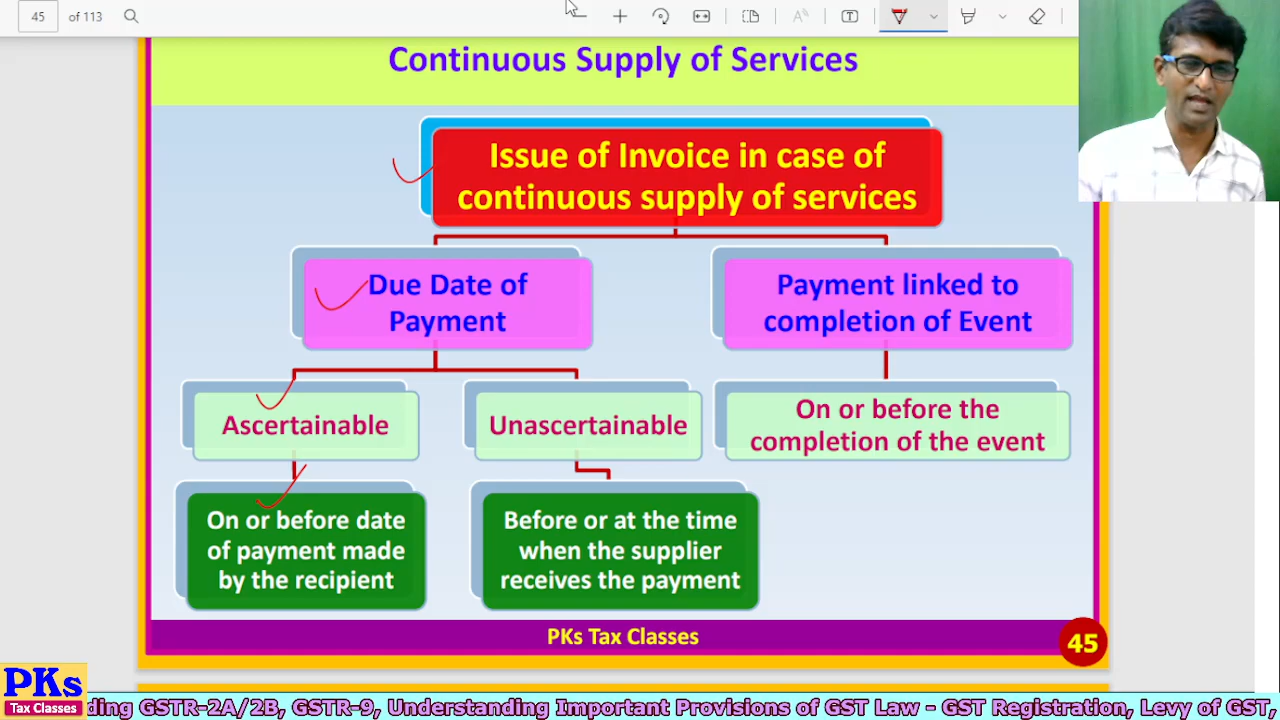 45 of 113
Continuous Supply of Services
Issue of Invoice in case of
continuous supply of services
Due Date of
Payment
Payment linked to
completion of Event
Ascertainable
Unascertainable
On or before the
completion of the event
On or before date
of payment made
by the recipient
Before or at the time
when the supplier
receives the payment
PKs Tax Classes
45
PKs
Tax Classes
ding GSTR-2A/2B, GSTR-9, Understanding Important Provisions of GST Law - GST Registration, Levy of GST,